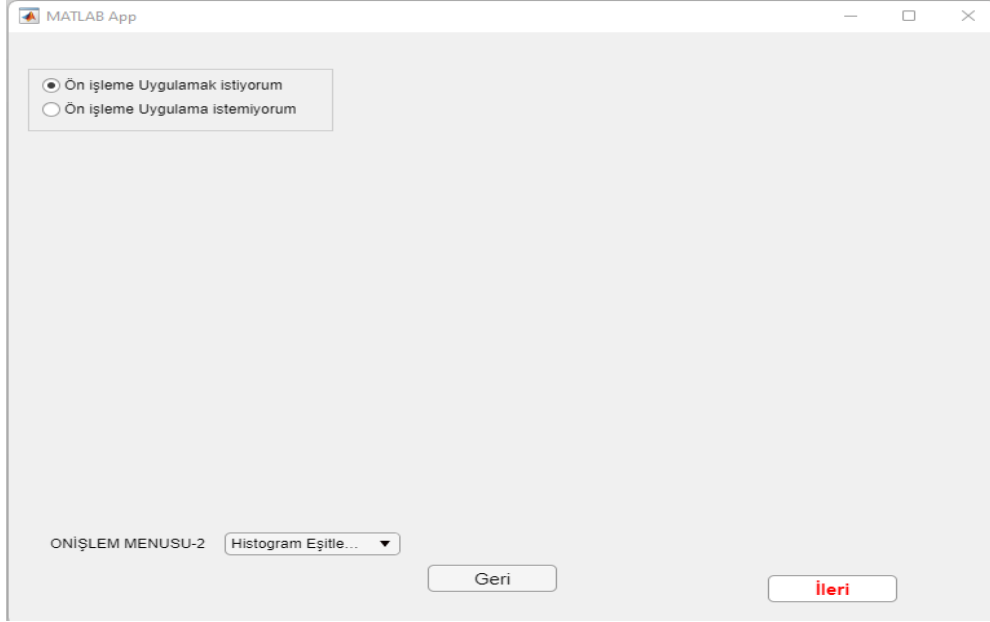 MATLAB App
Ön işleme Uygulamak istiyorum
Ön işleme Uygulama istemiyorum
ONİŞLEM MENUSU-2 Histogram Eşitle...
Geri
İleri